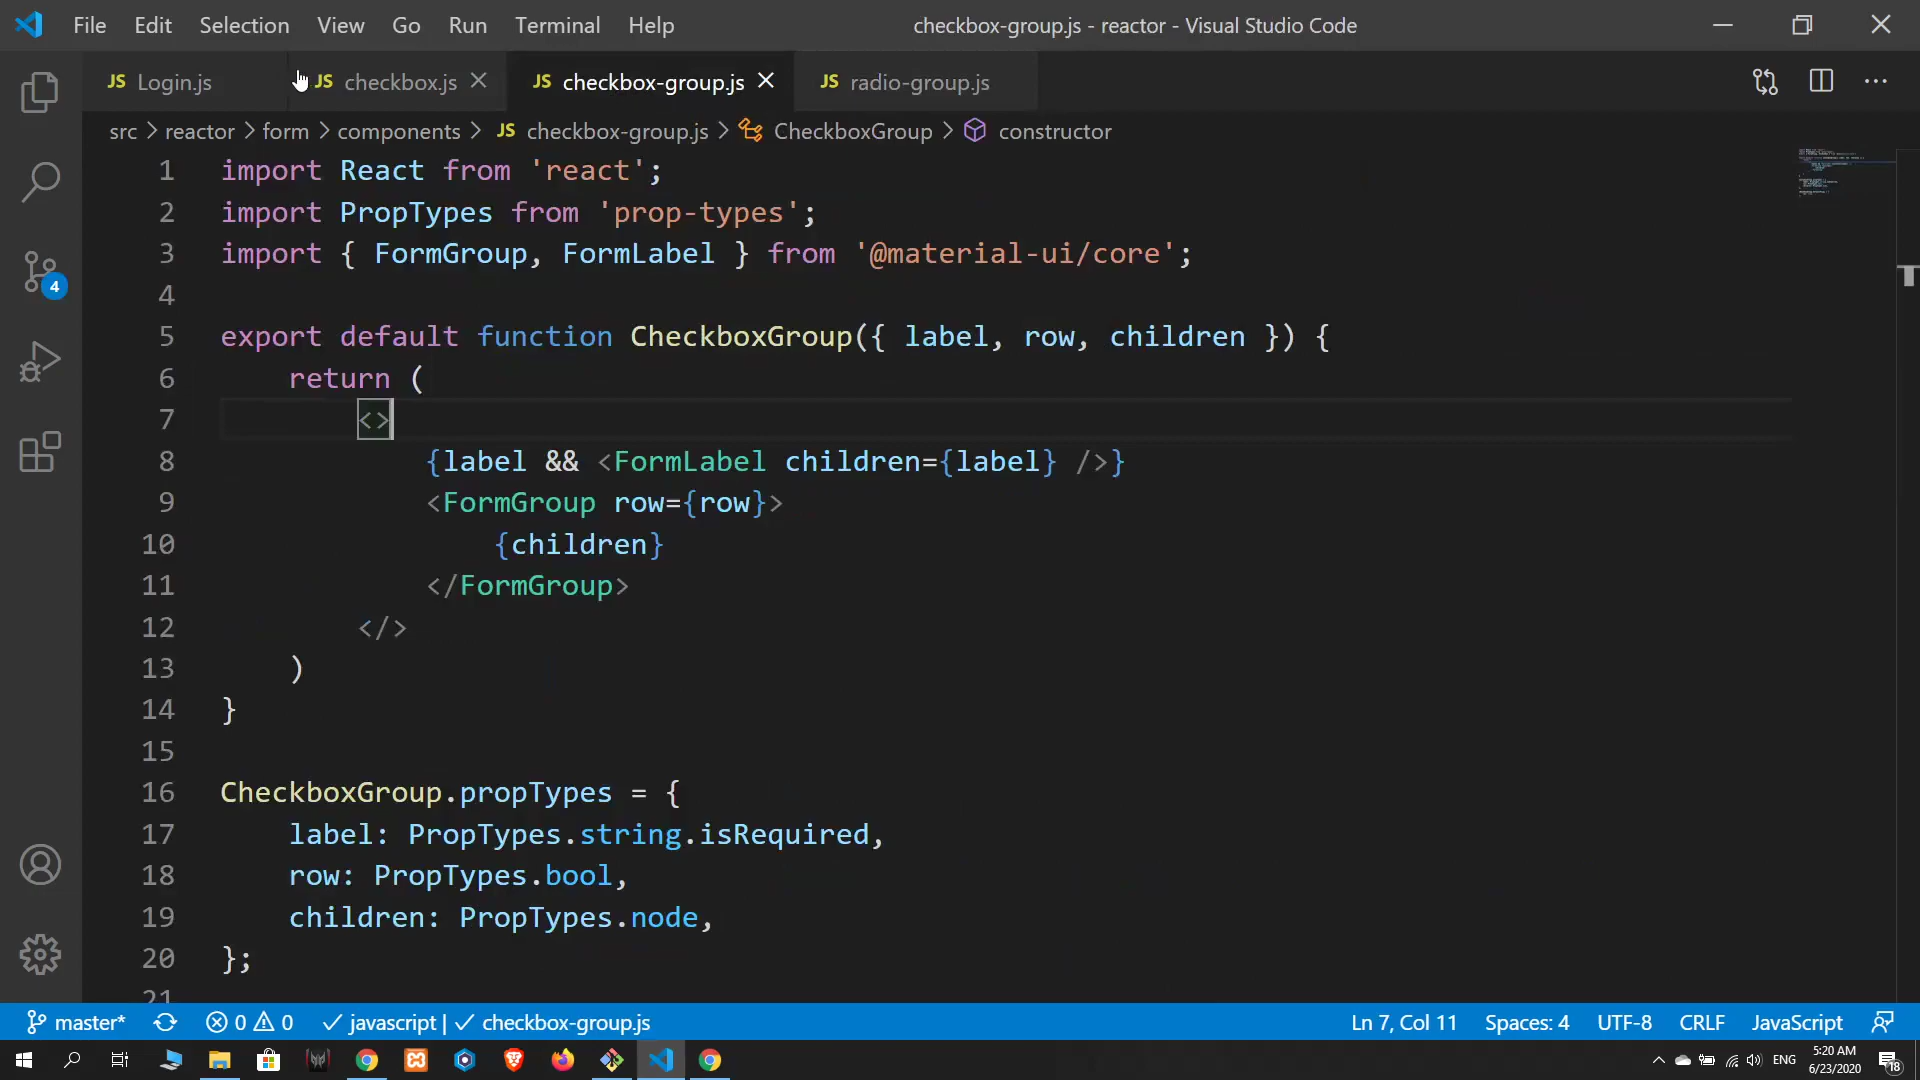 File Edit Selection View Go Run Terminal Help checkbox-group.js - reactor - Visual Studio Code
JS Login.js JS checkbox.js JS checkbox-group.js JS radio-group.js
src > reactor > form > components > JS checkbox-group.js > CheckboxGroup > constructor
1 import React from 'react';
2 import PropTypes from 'prop-types';
3 import { FormGroup, FormLabel } from '@material-ui/core';
4
5 export default function CheckboxGroup({ label, row, children }) {
6 return (
7 <>
8 {label && <FormLabel children={label} />}
9 <FormGroup row={row}>
10 {children}
11 </FormGroup>
12 </>
13 )
14 }
15
16 CheckboxGroup.propTypes = {
17 label: PropTypes.string.isRequired,
18 row: PropTypes.bool,
19 children: PropTypes.node,
20 };
21
4
master* 0 0 javascript | checkbox-group.js Ln 7, Col 11 Spaces: 4 UTF-8 CRLF JavaScript
ENG 5:20 AM 18
6/23/2020